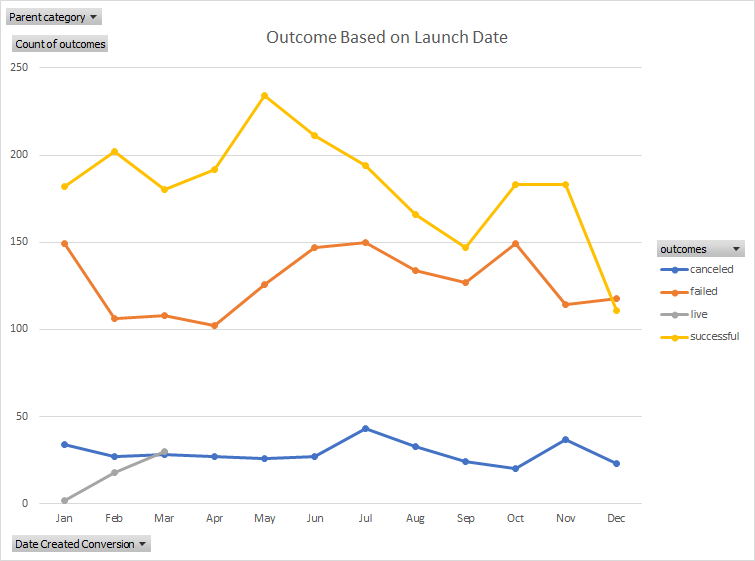 Parent category
Count of outcomes
Outcome Based on Launch Date
250
200
150
100
50
0
Jan Feb Mar Apr May Jun Jul Aug Sep Oct Nov Dec
outcomes
canceled
failed
live
successful
Date Created Conversion